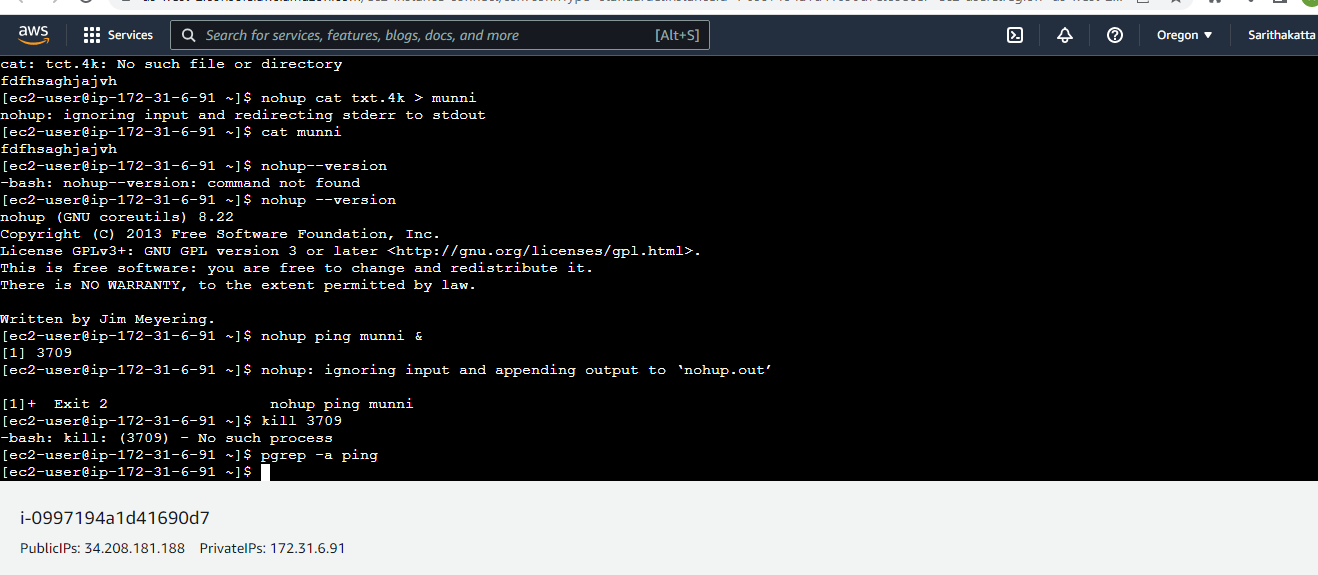 aws Services Search for services, features, blogs, docs, and more [Alt+S] Oregon ▼ Sarithakatta
cat: tct.4k: No such file or directory
fdfhsaghjajvh
[ec2-user@ip-172-31-6-91 ~]$ nohup cat txt.4k > munni
nohup: ignoring input and redirecting stderr to stdout
[ec2-user@ip-172-31-6-91 ~]$ cat munni
fdfhsaghjajvh
[ec2-user@ip-172-31-6-91 ~]$ nohup--version
-bash: nohup--version: command not found
[ec2-user@ip-172-31-6-91 ~]$ nohup --version
nohup (GNU coreutils) 8.22
Copyright (C) 2013 Free Software Foundation, Inc.
License GPLv3+: GNU GPL version 3 or later <http://gnu.org/licenses/gpl.html>.
This is free software: you are free to change and redistribute it.
There is NO WARRANTY, to the extent permitted by law.
Written by Jim Meyering.
[ec2-user@ip-172-31-6-91 ~]$ nohup ping munni &
[1] 3709
[ec2-user@ip-172-31-6-91 ~]$ nohup: ignoring input and appending output to ‘nohup.out’
[1]+  Exit 2                  nohup ping munni
[ec2-user@ip-172-31-6-91 ~]$ kill 3709
-bash: kill: (3709) - No such process
[ec2-user@ip-172-31-6-91 ~]$ pgrep -a ping
[ec2-user@ip-172-31-6-91 ~]$
i-0997194a1d41690d7
PublicIPs: 34.208.181.188 PrivateIPs: 172.31.6.91